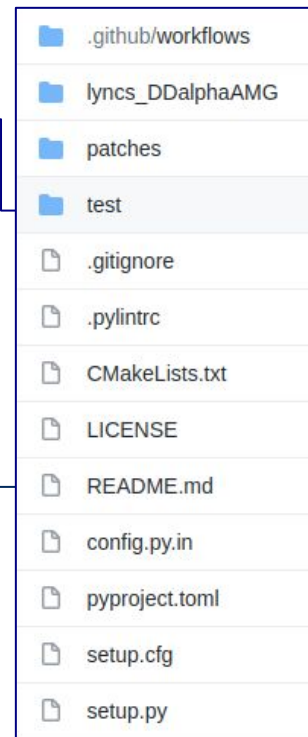 .github/workflows
lyncs_DDalphaAMG
patches
test
.gitignore
.pylintrc
CMakeLists.txt
LICENSE
README.md
config.py.in
pyproject.toml
setup.cfg
setup.py